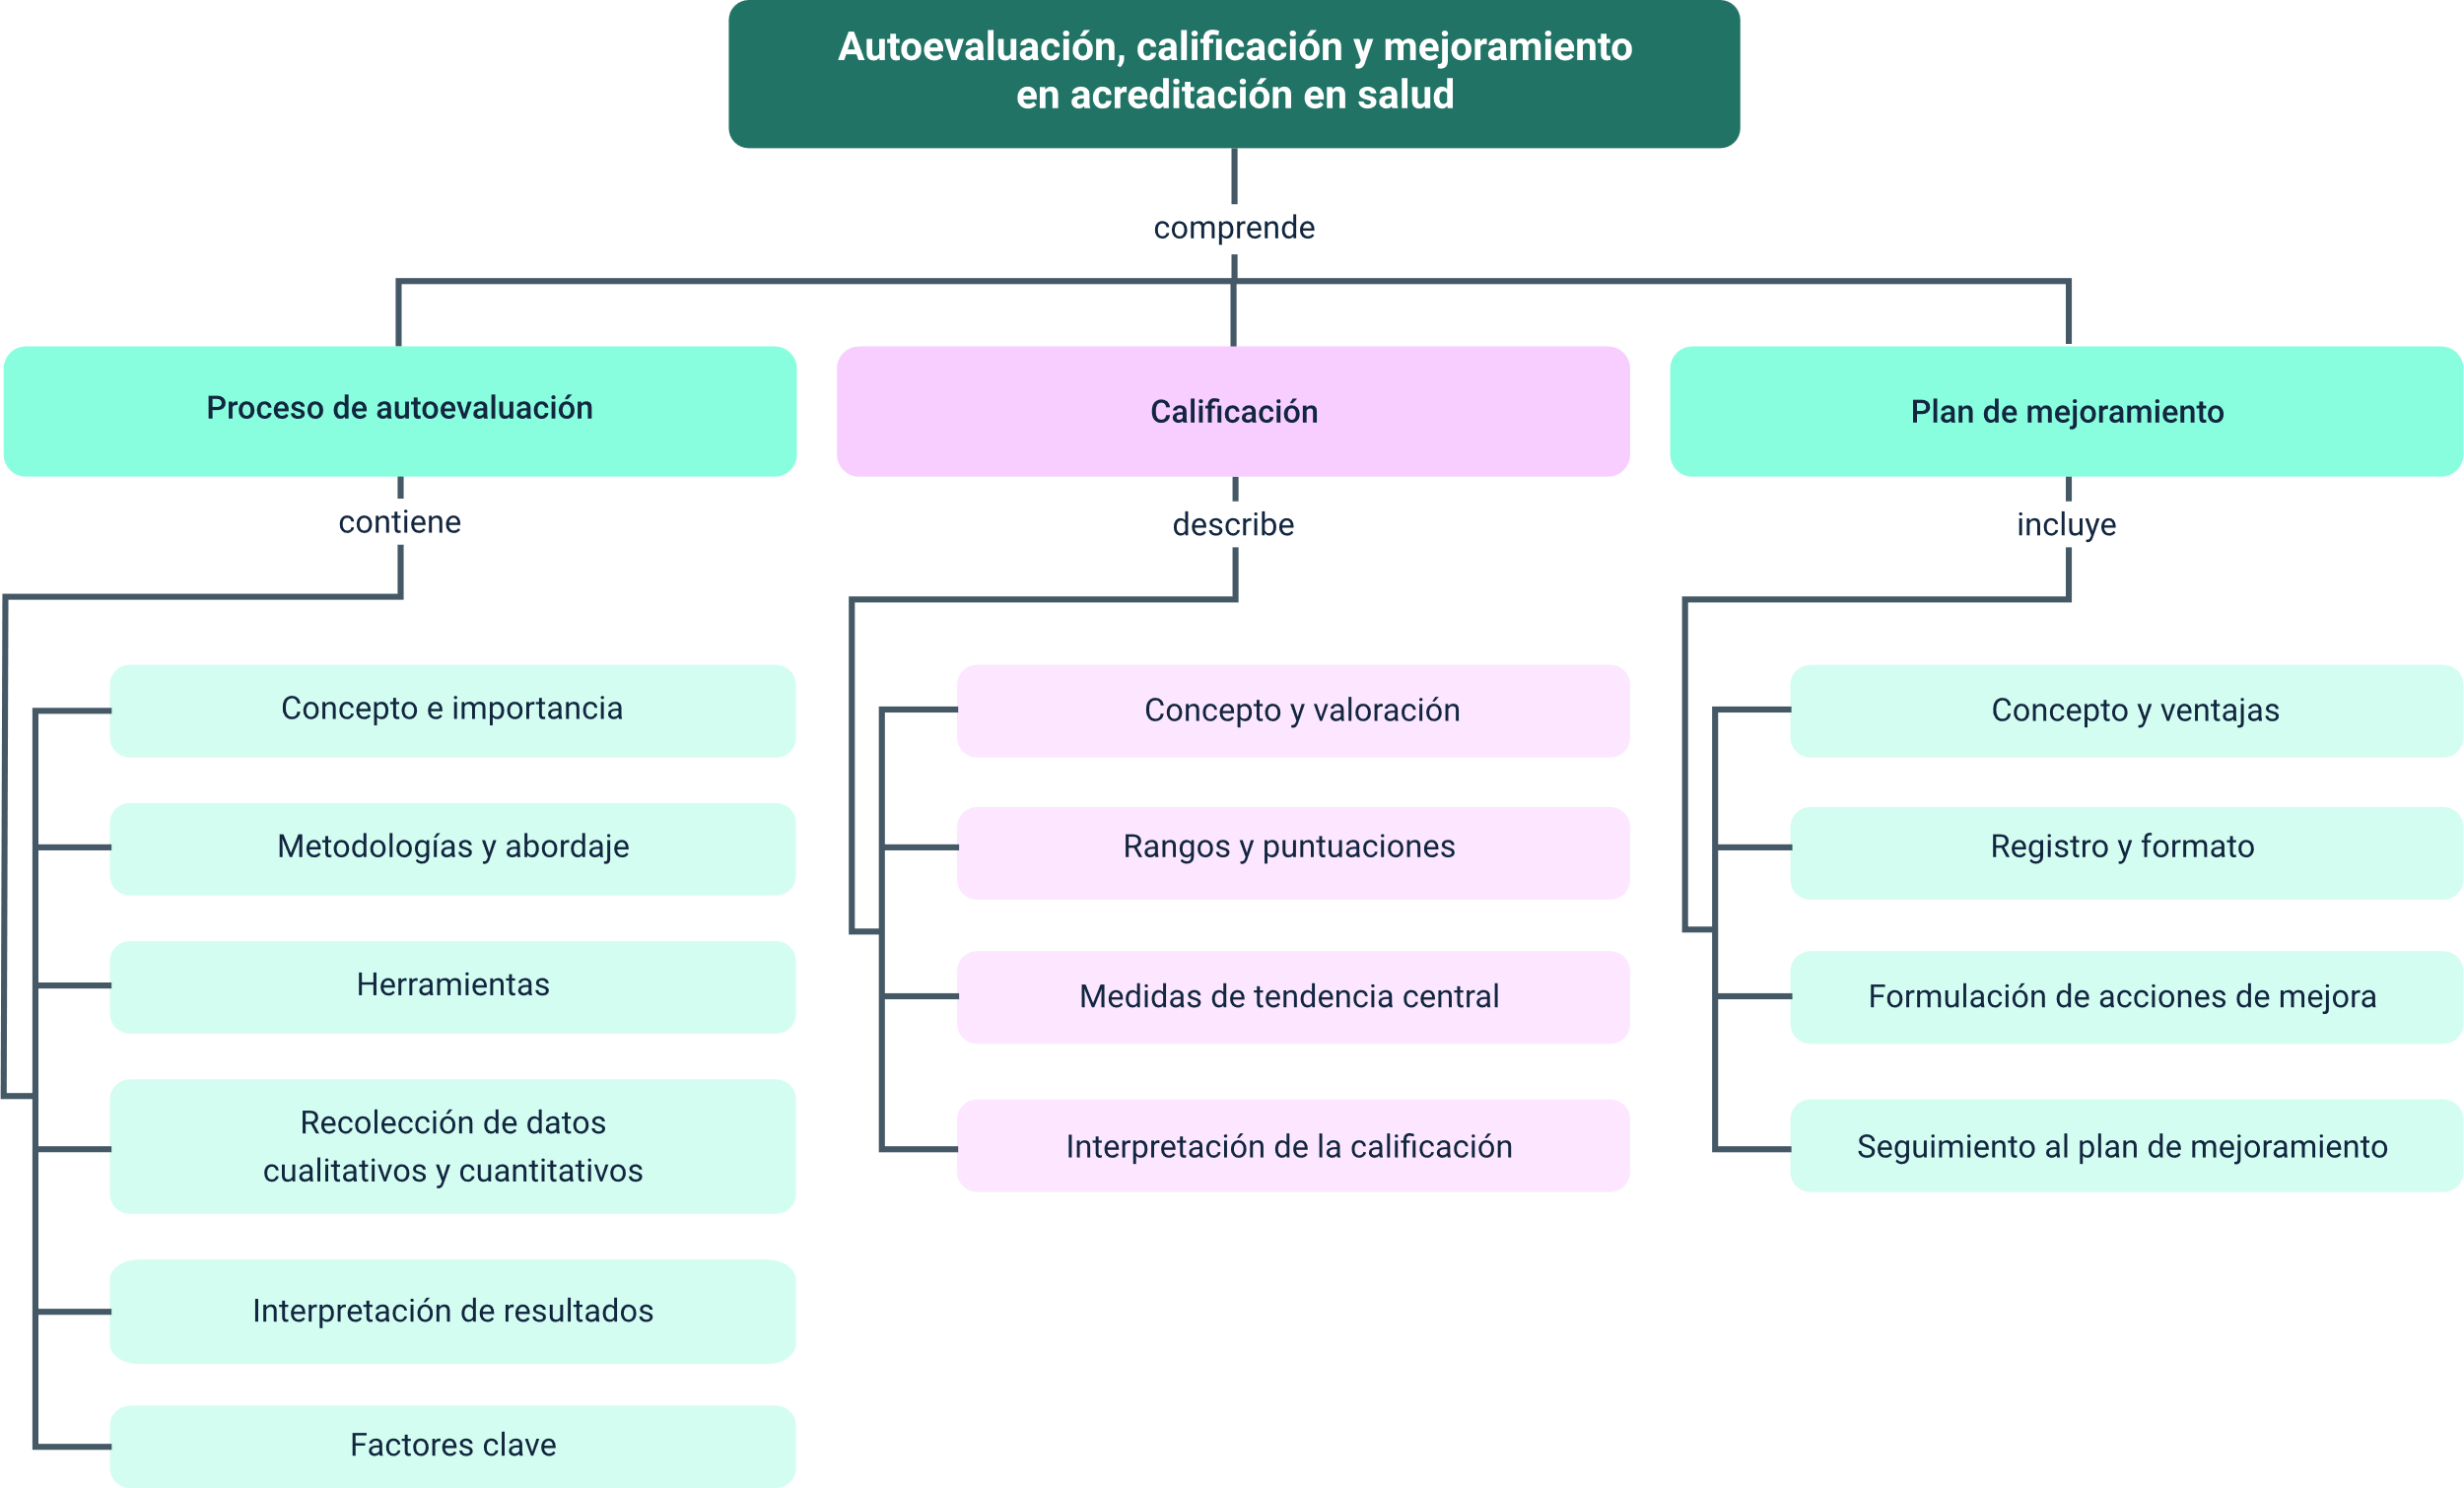 Autoevaluación, calificación y mejoramiento
en acreditación en salud
comprende
Proceso de autoevaluación
contiene
Concepto e importancia
Metodologías y abordaje
Herramientas
Recolección de datos
cualitativos y cuantitativos
Interpretación de resultados
Factores clave
Calificación
describe
Concepto y valoración
Rangos y puntuaciones
Medidas de tendencia central
Interpretación de la calificación
Plan de mejoramiento
incluye
Concepto y ventajas
Registro y formato
Formulación de acciones de mejora
Seguimiento al plan de mejoramiento